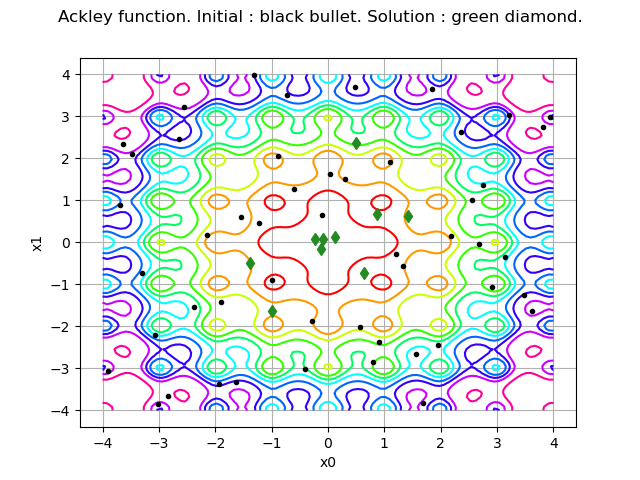 Ackley function. Initial : black bullet. Solution : green diamond.
4
3
2
1
0
−1
−2
−3
−4
x1
−4 −3 −2 −1 0 1 2 3 4
x0